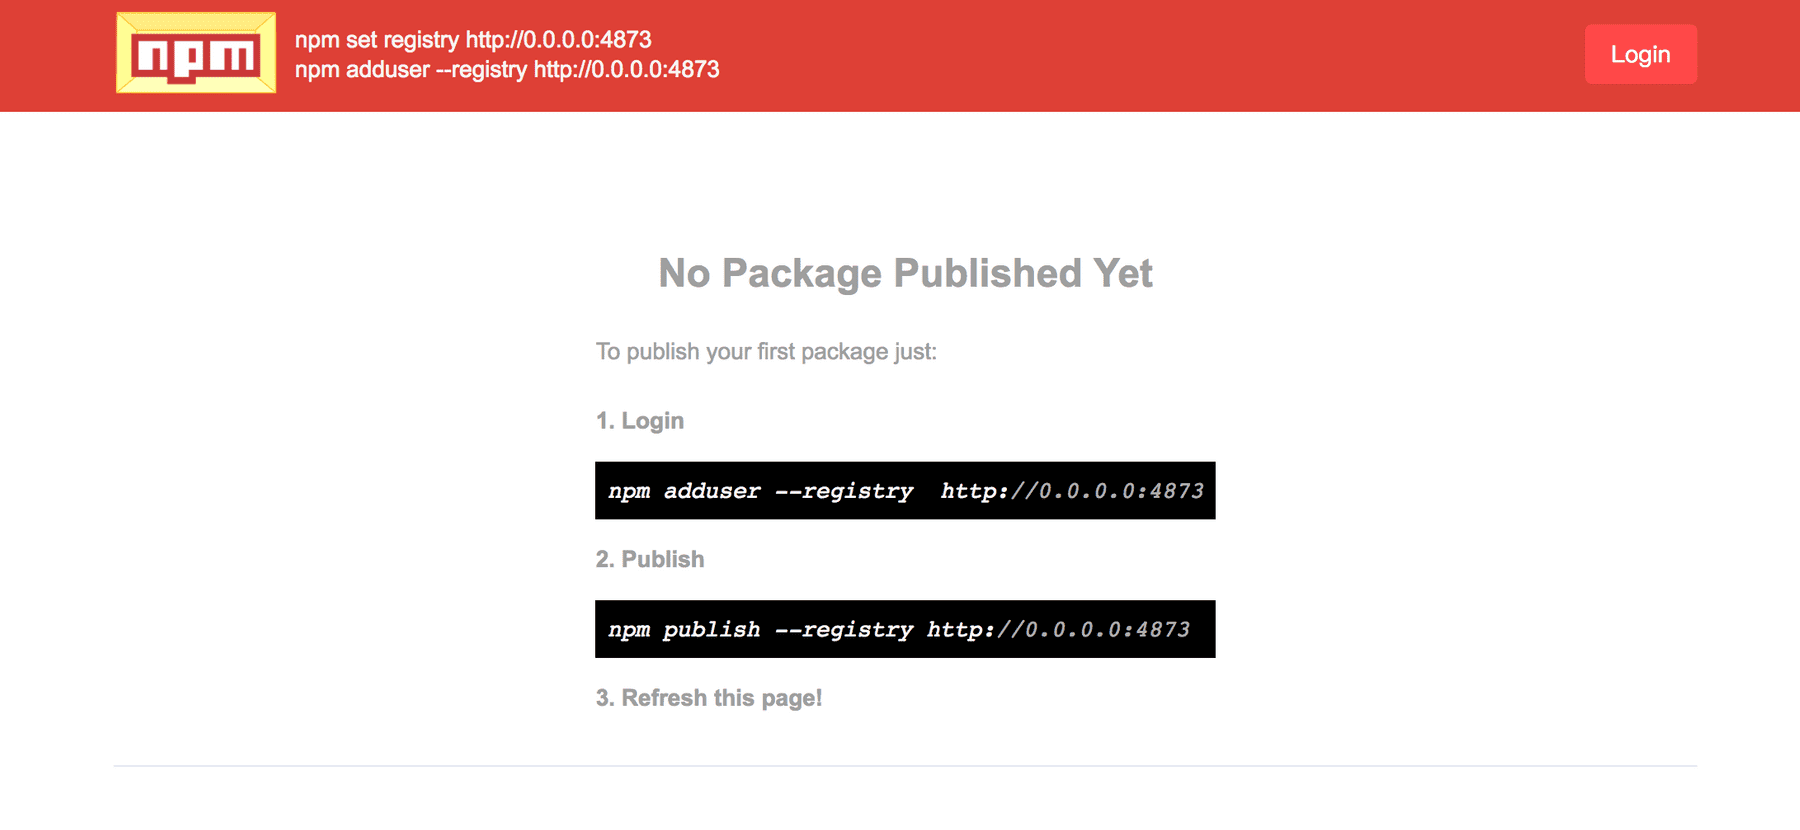 npm
npm set registry http://0.0.0.0:4873
npm adduser --registry http://0.0.0.0:4873
Login
No Package Published Yet
To publish your first package just:
1. Login
npm adduser --registry  http://0.0.0.0:4873
2. Publish
npm publish --registry http://0.0.0.0:4873
3. Refresh this page!